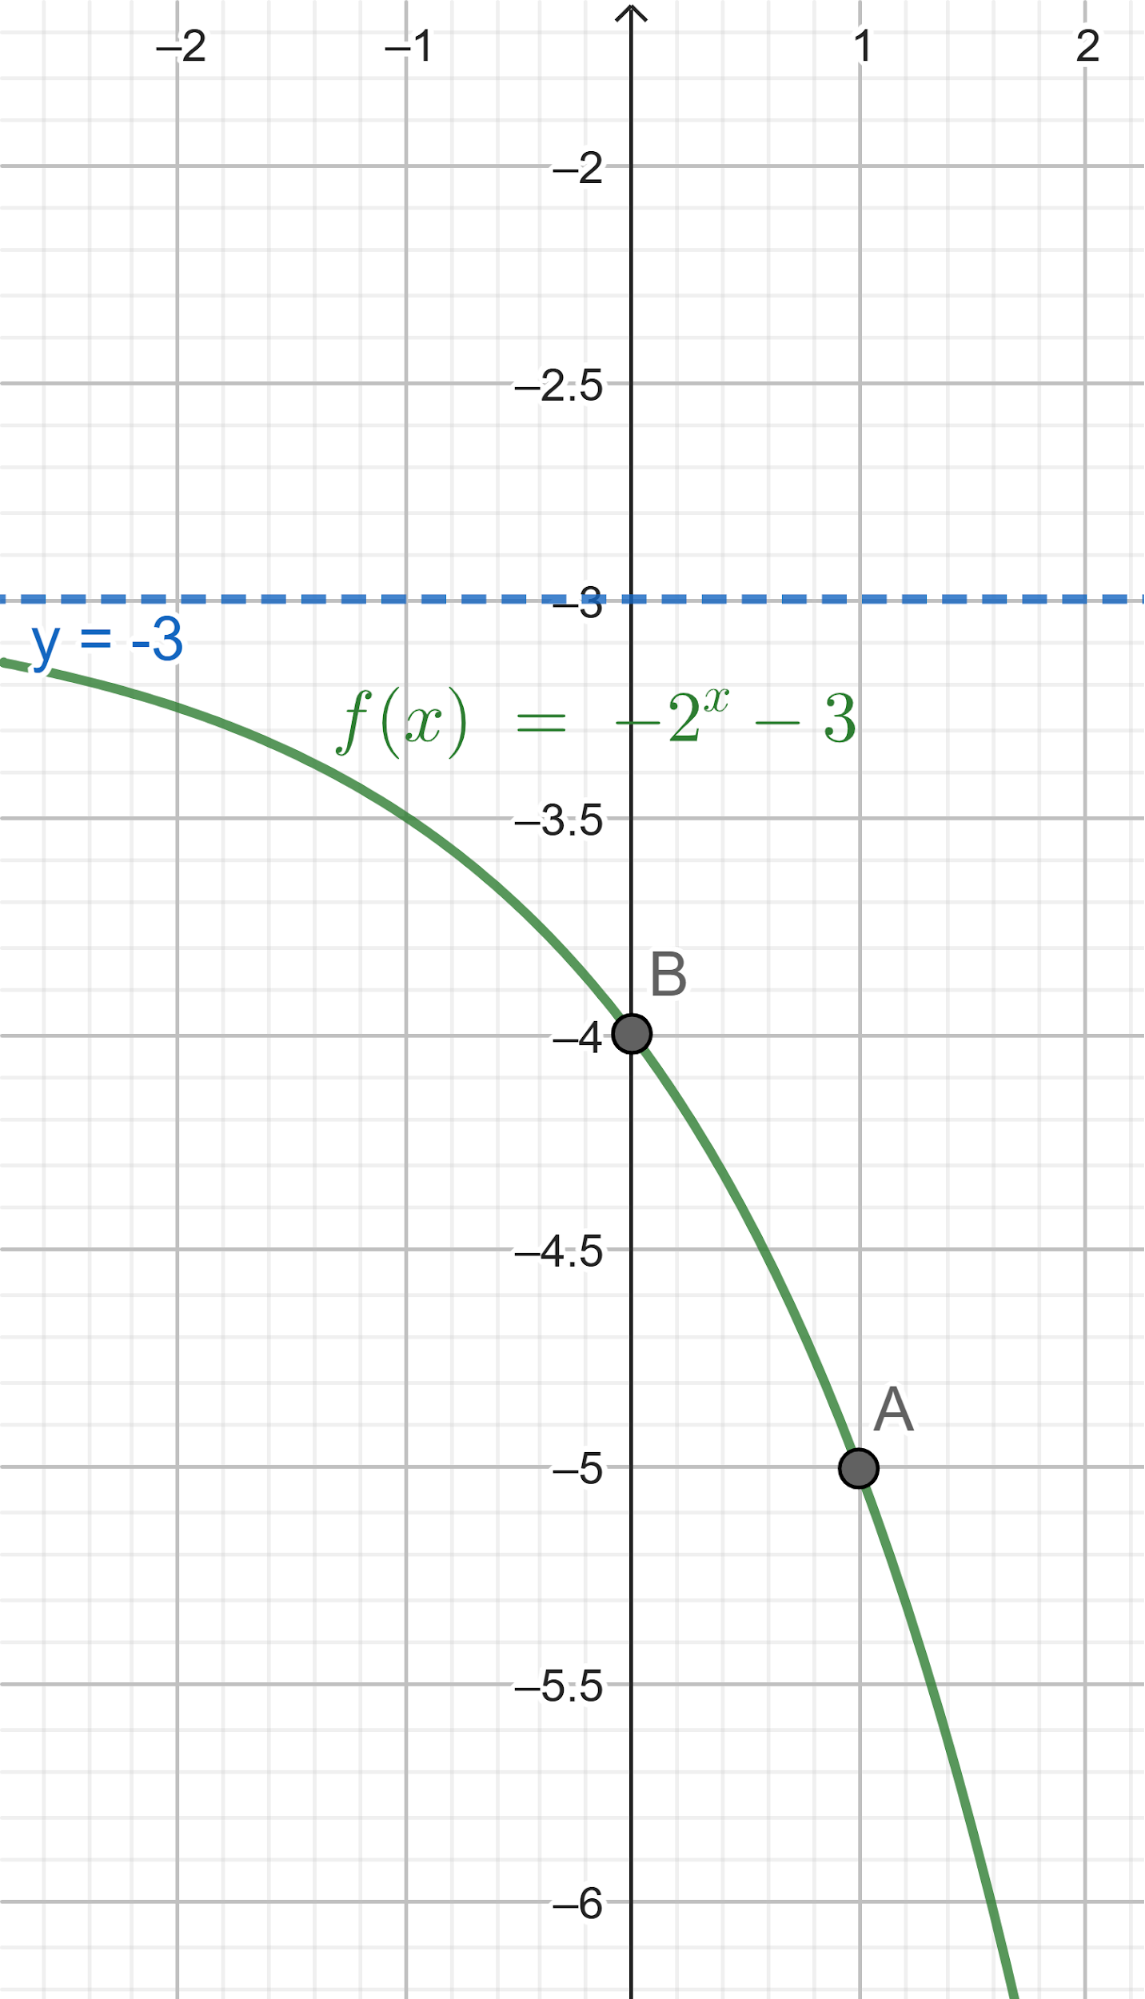 –2 –1 1 2
–2
–2.5
–3
y = -3
f(x) = −2^x − 3
–3.5
B
–4
–4.5
A
–5
–5.5
–6